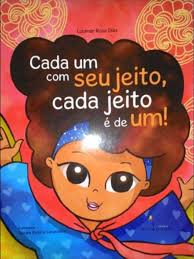 Lucimar Rosa Dias
Cada um
com seu jeito,
cada jeito
é de um!